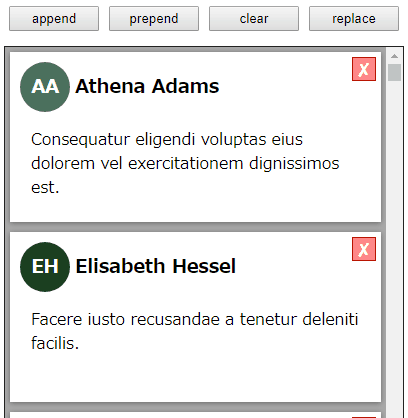 append prepend clear replace
X
AA Athena Adams
Consequatur eligendi voluptas eius
dolorem vel exercitationem dignissimos
est.
X
EH Elisabeth Hessel
Facere iusto recusandae a tenetur deleniti
facilis.